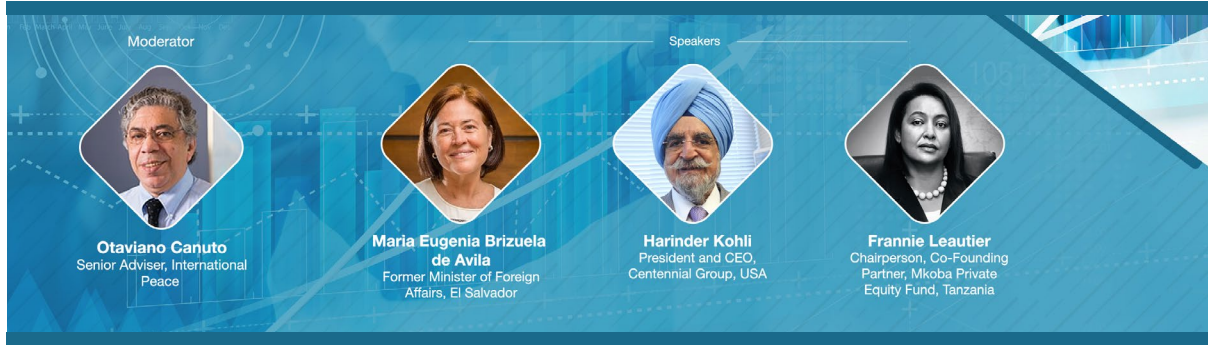 Moderator
Speakers
Otaviano Canuto
Senior Adviser, International
Peace
Maria Eugenia Brizuela
de Avila
Former Minister of Foreign
Affairs, El Salvador
Harinder Kohli
President and CEO,
Centennial Group, USA
Frannie Leautier
Chairperson, Co-Founding
Partner, Mkoba Private
Equity Fund, Tanzania